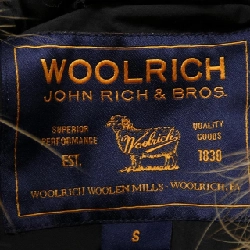 WOOLRICH
JOHN RICH & BROS.
SUPERIOR PERFORMANCE
QUALITY GOODS
Woolrich
EST. 1830
WOOLRICH WOOLEN MILLS - WOOLRICH, PA
S